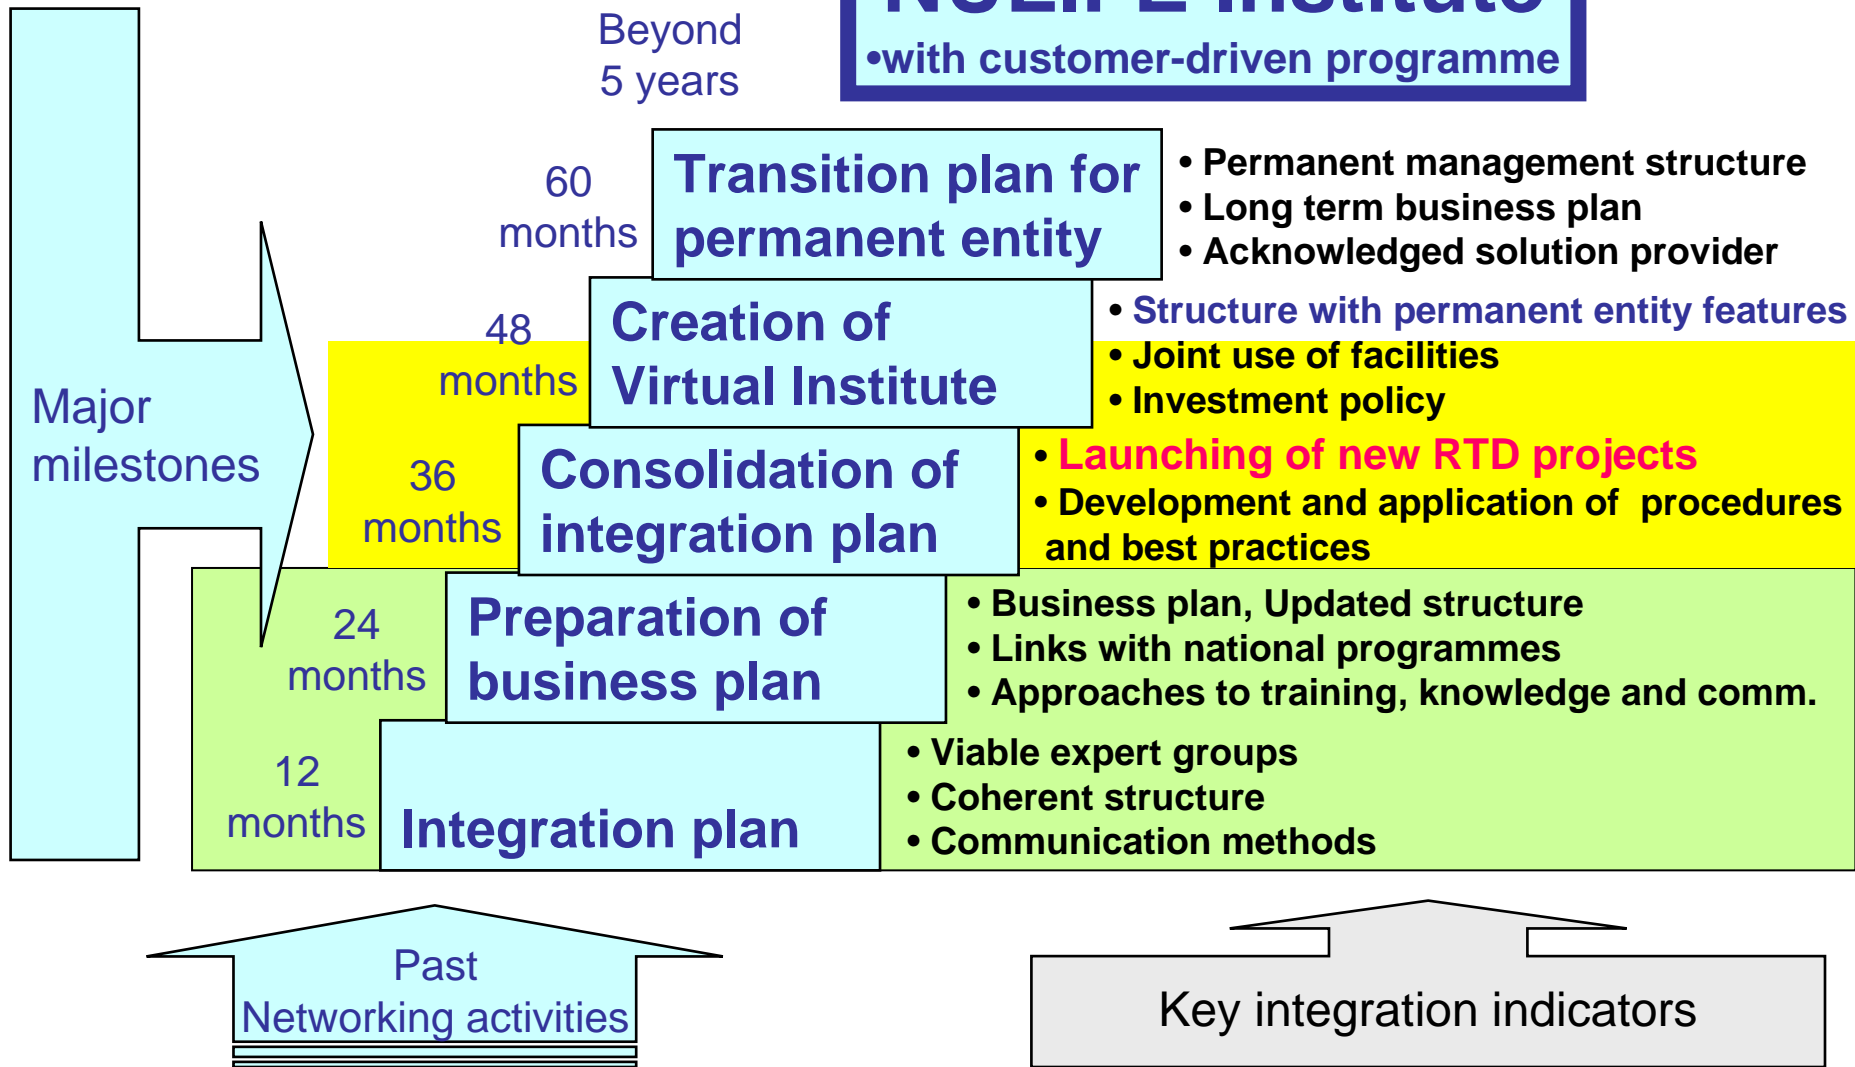 Beyond
5 years
Institute
•with customer-driven programme
60
months
Transition plan for
permanent entity
• Permanent management structure
• Long term business plan
• Acknowledged solution provider
48
months
Creation of
Virtual Institute
• Structure with permanent entity features
• Joint use of facilities
• Investment policy
Major
milestones
36
months
Consolidation of
integration plan
• Launching of new RTD projects
• Development and application of procedures
and best practices
24
months
Preparation of
business plan
• Business plan, Updated structure
• Links with national programmes
• Approaches to training, knowledge and comm.
12
months
Integration plan
• Viable expert groups
• Coherent structure
• Communication methods
Past
Networking activities
Key integration indicators